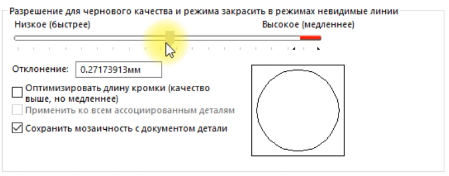 Разрешение для чернового качества и режима закрасить в режимах невидимые линии
Низкое (быстрее) Высокое (медленнее)
Отклонение: 0.27173913мм
Оптимизировать длину кромки (качество
выше, но медленнее)
Применить ко всем ассоциированным деталям
Сохранить мозаичность с документом детали